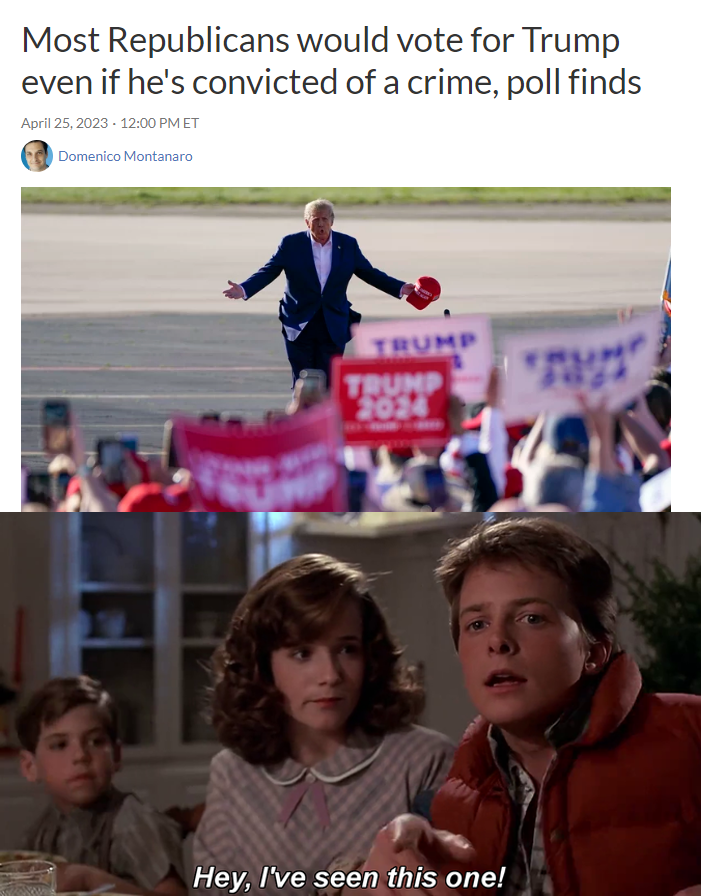 Most Republicans would vote for Trump
even if he's convicted of a crime, poll finds
April 25, 2023 · 12:00 PM ET
Domenico Montanaro
TRUMP
TRUMP
2024
TRUMP
2024
TRUMP
Hey, I've seen this one!